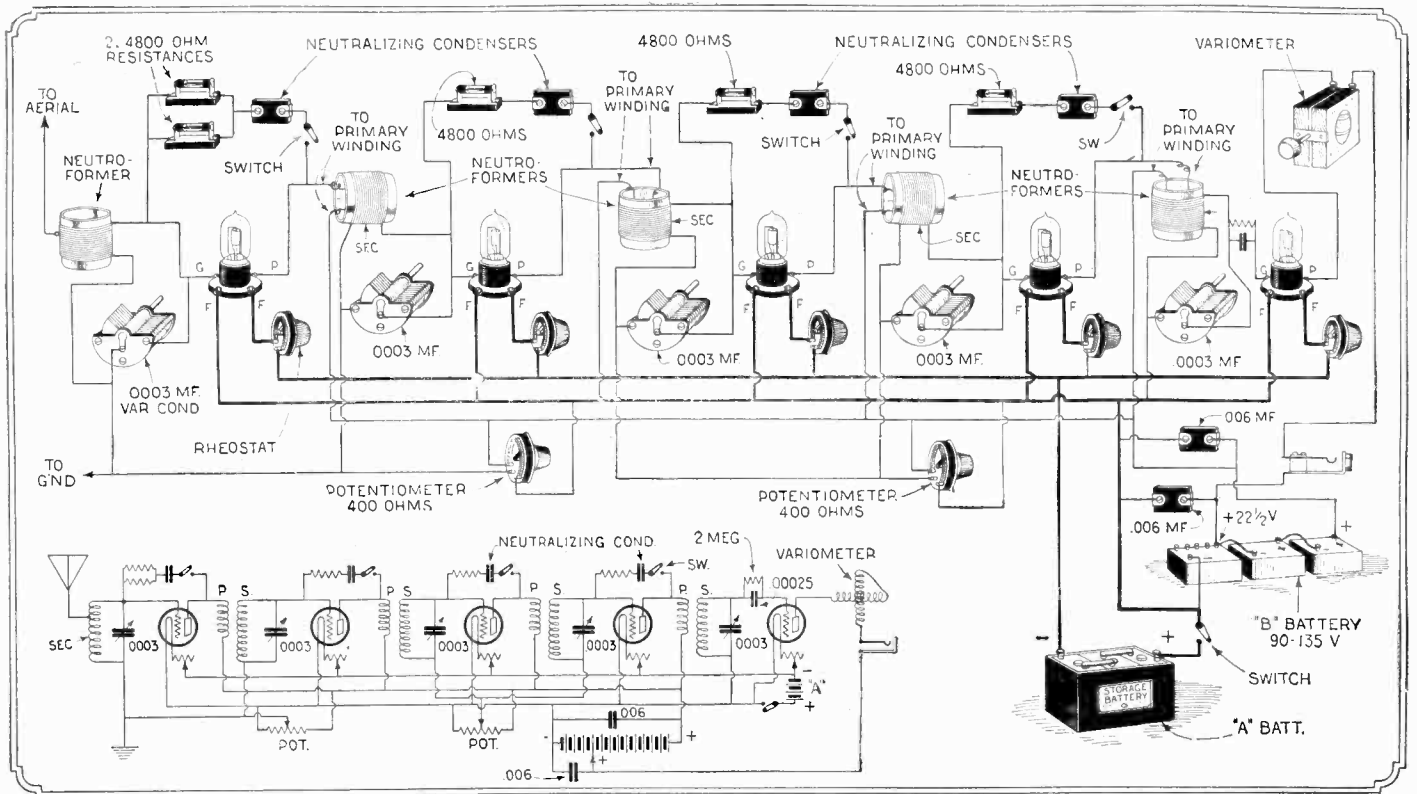 2. 4800 OHM
RESISTANCES
NEUTRALIZING CONDENSERS
4800 OHMS
NEUTRALIZING CONDENSERS
4800 OHMS
VARIOMETER
TO
AERIAL
TO
PRIMARY
WINDING
4800 OHMS
TO
PRIMARY
WINDING
SWITCH
SWITCH
TO
PRIMARY
WINDING
SW
TO
PRIMARY
WINDING
NEUTRO-
FORMER
NEUTRO-
FORMERS
NEUTRO-
FORMERS
SEC
SEC
SEC
G
P
F
F
G
P
F
F
G
P
F
F
G
P
F
F
G
P
F
F
.0003 MF.
VAR COND
.0003 MF.
.0003 MF
.0003 MF.
.0003 MF
RHEOSTAT
TO
G'ND
POTENTIOMETER
400 OHMS
POTENTIOMETER
400 OHMS
.006 MF
.006 MF
+22½V
+
-
+
-
"B" BATTERY
90-135 V
SWITCH
-
+
STORAGE
BATTERY
"A" BATT.
NEUTRALIZING COND.
SW.
2 MEG
VARIOMETER
.00025
SEC
P
S
P
S
P
S
P
S
.0003
.0003
.0003
.0003
.0003
-
"A"
+
POT.
POT.
.006
-
+
+
.006